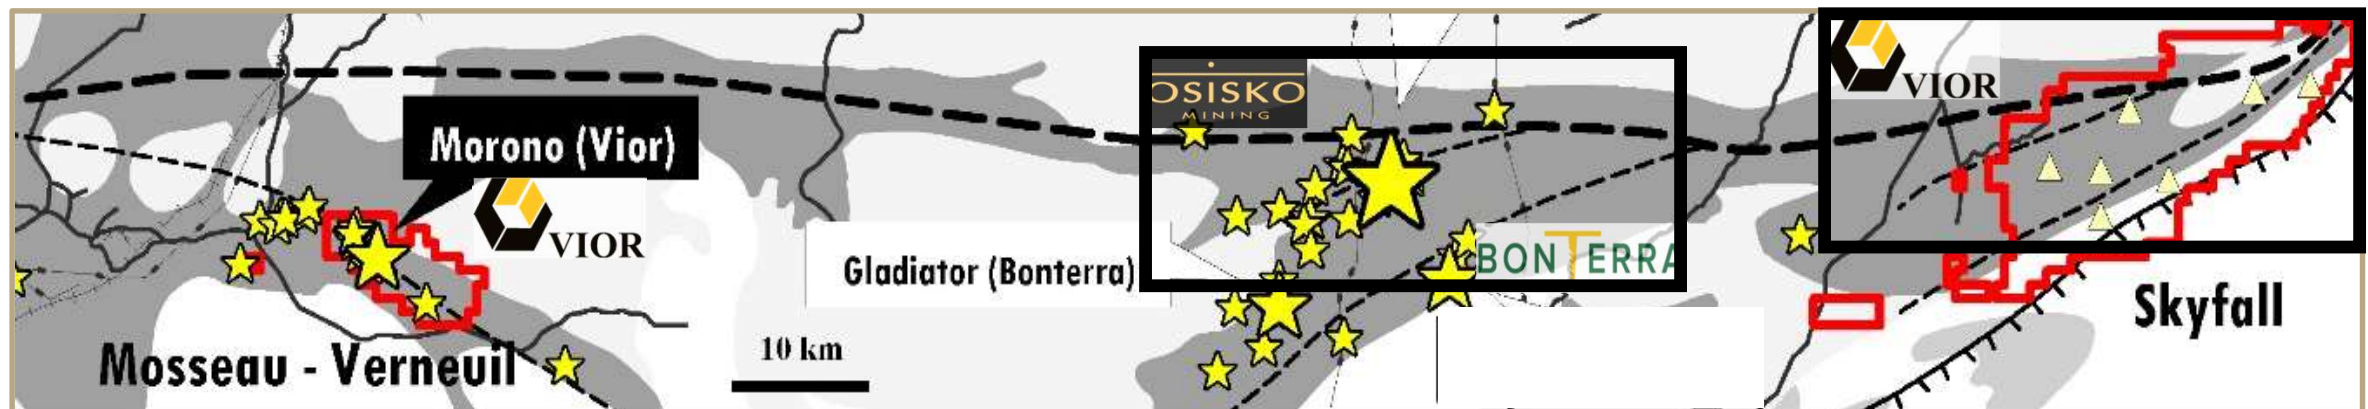 OSISKO
MINING
VIOR
Morono (Vior)
VIOR
Gladiator (Bonterra)
BONTERRA
Skyfall
10 km
Mosseau - Verneuil